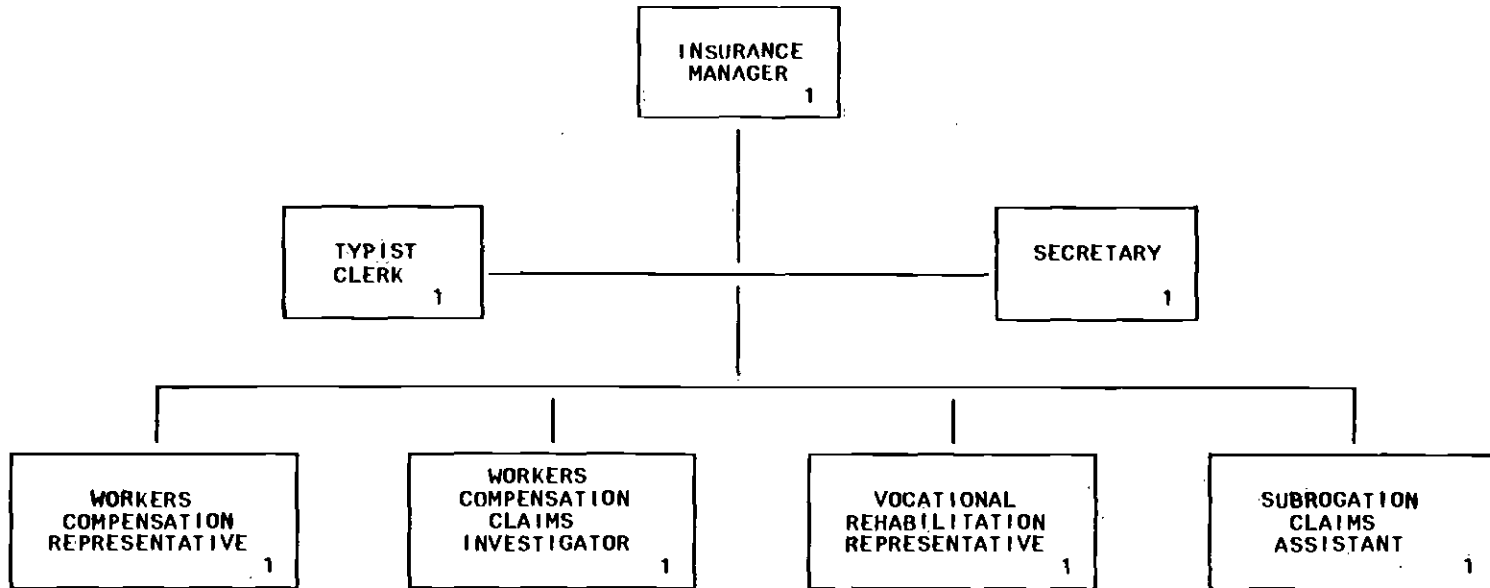 INSURANCE
MANAGER
1
TYPIST
CLERK
1
SECRETARY
1
WORKERS
COMPENSATION
REPRESENTATIVE
1
WORKERS
COMPENSATION
CLAIMS
INVESTIGATOR
1
VOCATIONAL
REHABILITATION
REPRESENTATIVE
1
SUBROGATION
CLAIMS
ASSISTANT
1